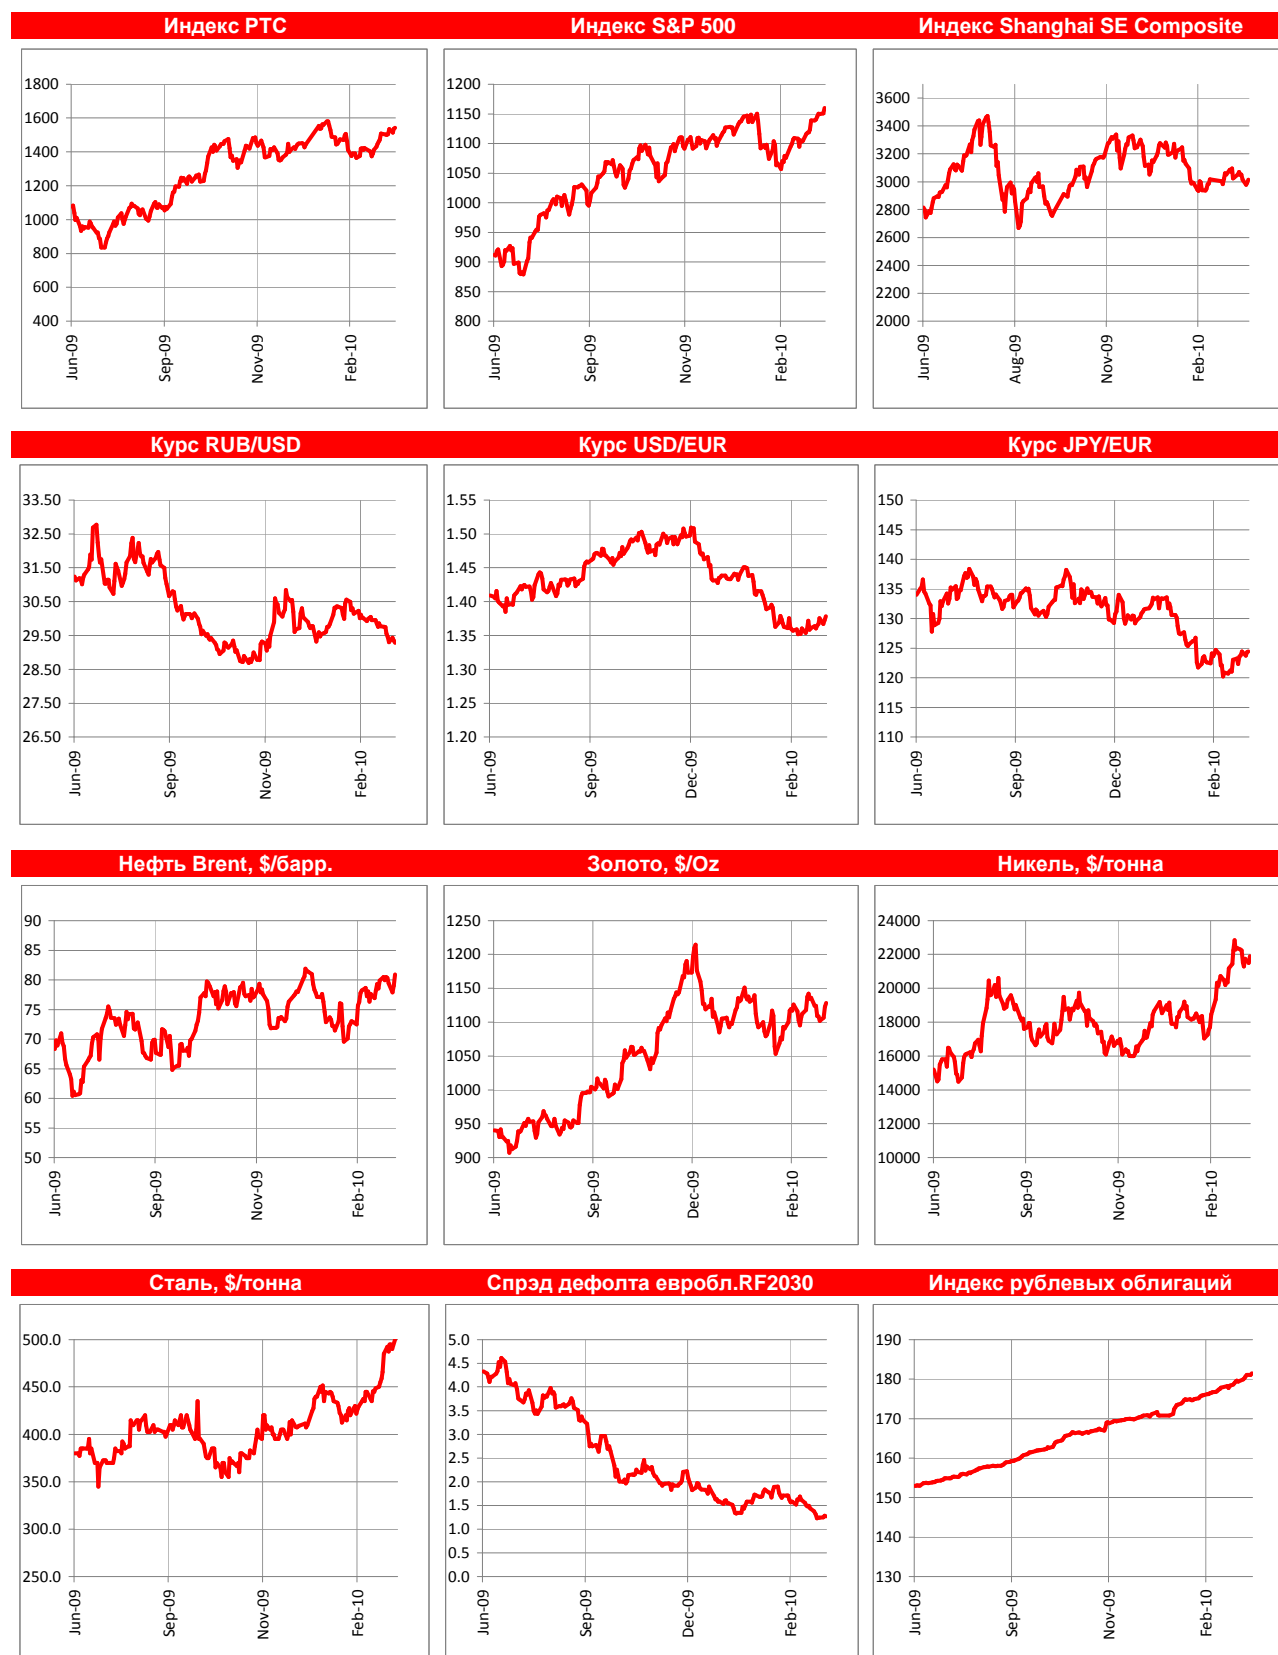 Индекс РТС
1800
1600
1400
1200
1000
800
600
400
Jun-09
Sep-09
Nov-09
Feb-10
Индекс S&P 500
1200
1150
1100
1050
1000
950
900
850
800
Jun-09
Sep-09
Nov-09
Feb-10
Индекс Shanghai SE Composite
3600
3400
3200
3000
2800
2600
2400
2200
2000
Jun-09
Aug-09
Nov-09
Feb-10
Курс RUB/USD
33.50
32.50
31.50
30.50
29.50
28.50
27.50
26.50
Jun-09
Sep-09
Nov-09
Feb-10
Курс USD/EUR
1.55
1.50
1.45
1.40
1.35
1.30
1.25
1.20
Jun-09
Sep-09
Dec-09
Feb-10
Курс JPY/EUR
150
145
140
135
130
125
120
115
110
Jun-09
Sep-09
Dec-09
Feb-10
Нефть Brent, $/барр.
90
85
80
75
70
65
60
55
50
Jun-09
Sep-09
Nov-09
Feb-10
Золото, $/Oz
1250
1200
1150
1100
1050
1000
950
900
Jun-09
Sep-09
Dec-09
Feb-10
Никель, $/тонна
24000
22000
20000
18000
16000
14000
12000
10000
Jun-09
Sep-09
Nov-09
Feb-10
Сталь, $/тонна
500.0
450.0
400.0
350.0
300.0
250.0
Jun-09
Sep-09
Nov-09
Feb-10
Спрэд дефолта евробл.RF2030
5.0
4.5
4.0
3.5
3.0
2.5
2.0
1.5
1.0
0.5
0.0
Jun-09
Sep-09
Dec-09
Feb-10
Индекс рублевых облигаций
190
180
170
160
150
140
130
Jun-09
Sep-09
Nov-09
Feb-10